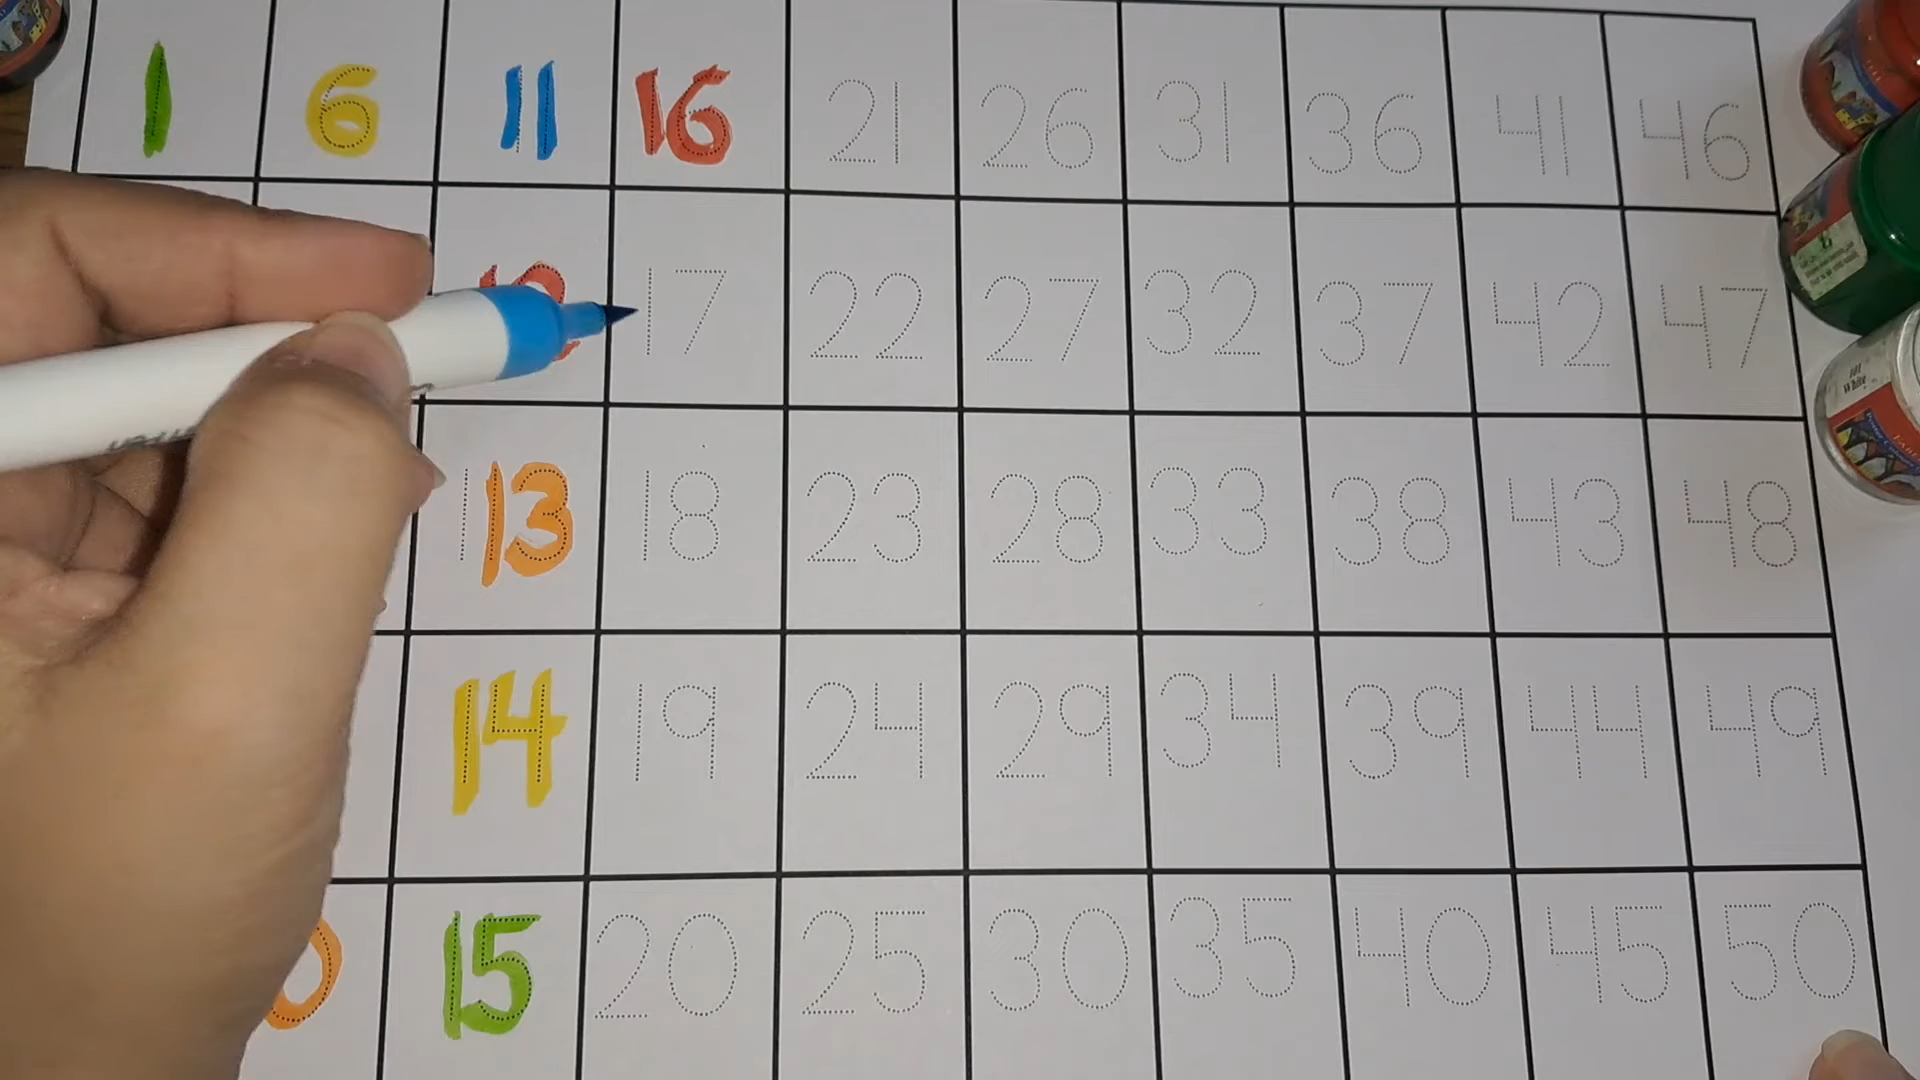 1 6 11 16 21 26 31 36 41 46
17 22 27 32 37 42 47
13 18 23 28 33 38 43 48
14 19 24 29 34 39 44 49
15 20 25 30 35 40 45 50
White